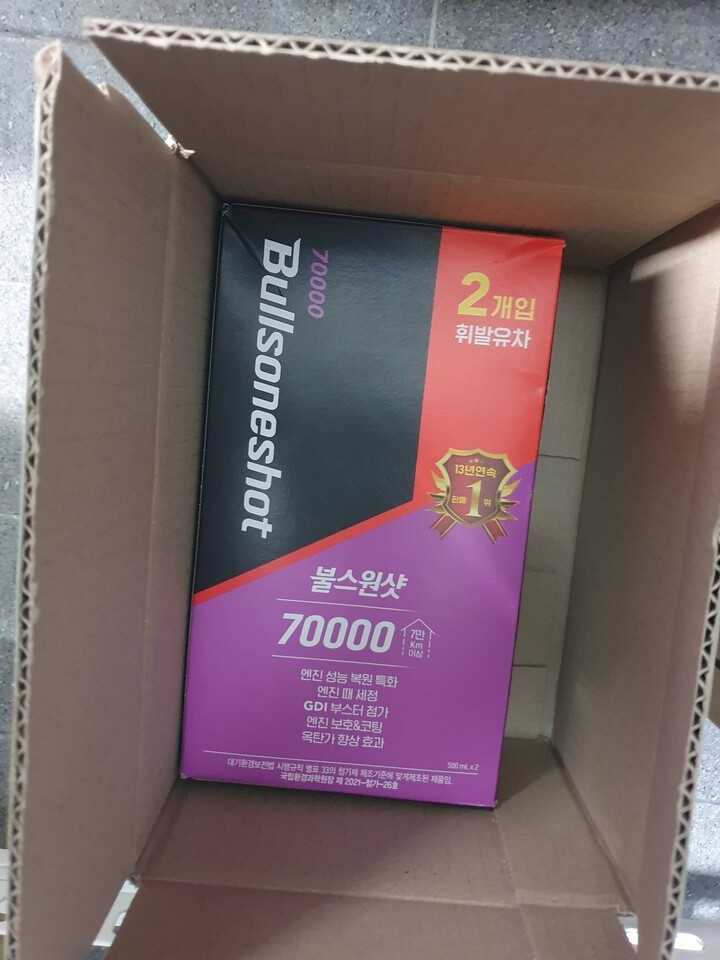 70000
Bullsoneshot
2개입
휘발유차
13년연속
판매 1 위
불스원샷
70000
7만
Km
이상
엔진 성능 복원 특화
엔진 때 세정
GDI 부스터 첨가
엔진 보호&코팅
옥탄가 향상 효과
500 mL x 2
대기환경보전법 시행규칙 별표 33의 첨가제 제조기준에 맞게제조된 제품임.
국립환경과학원장 제 2021-첨가-26호